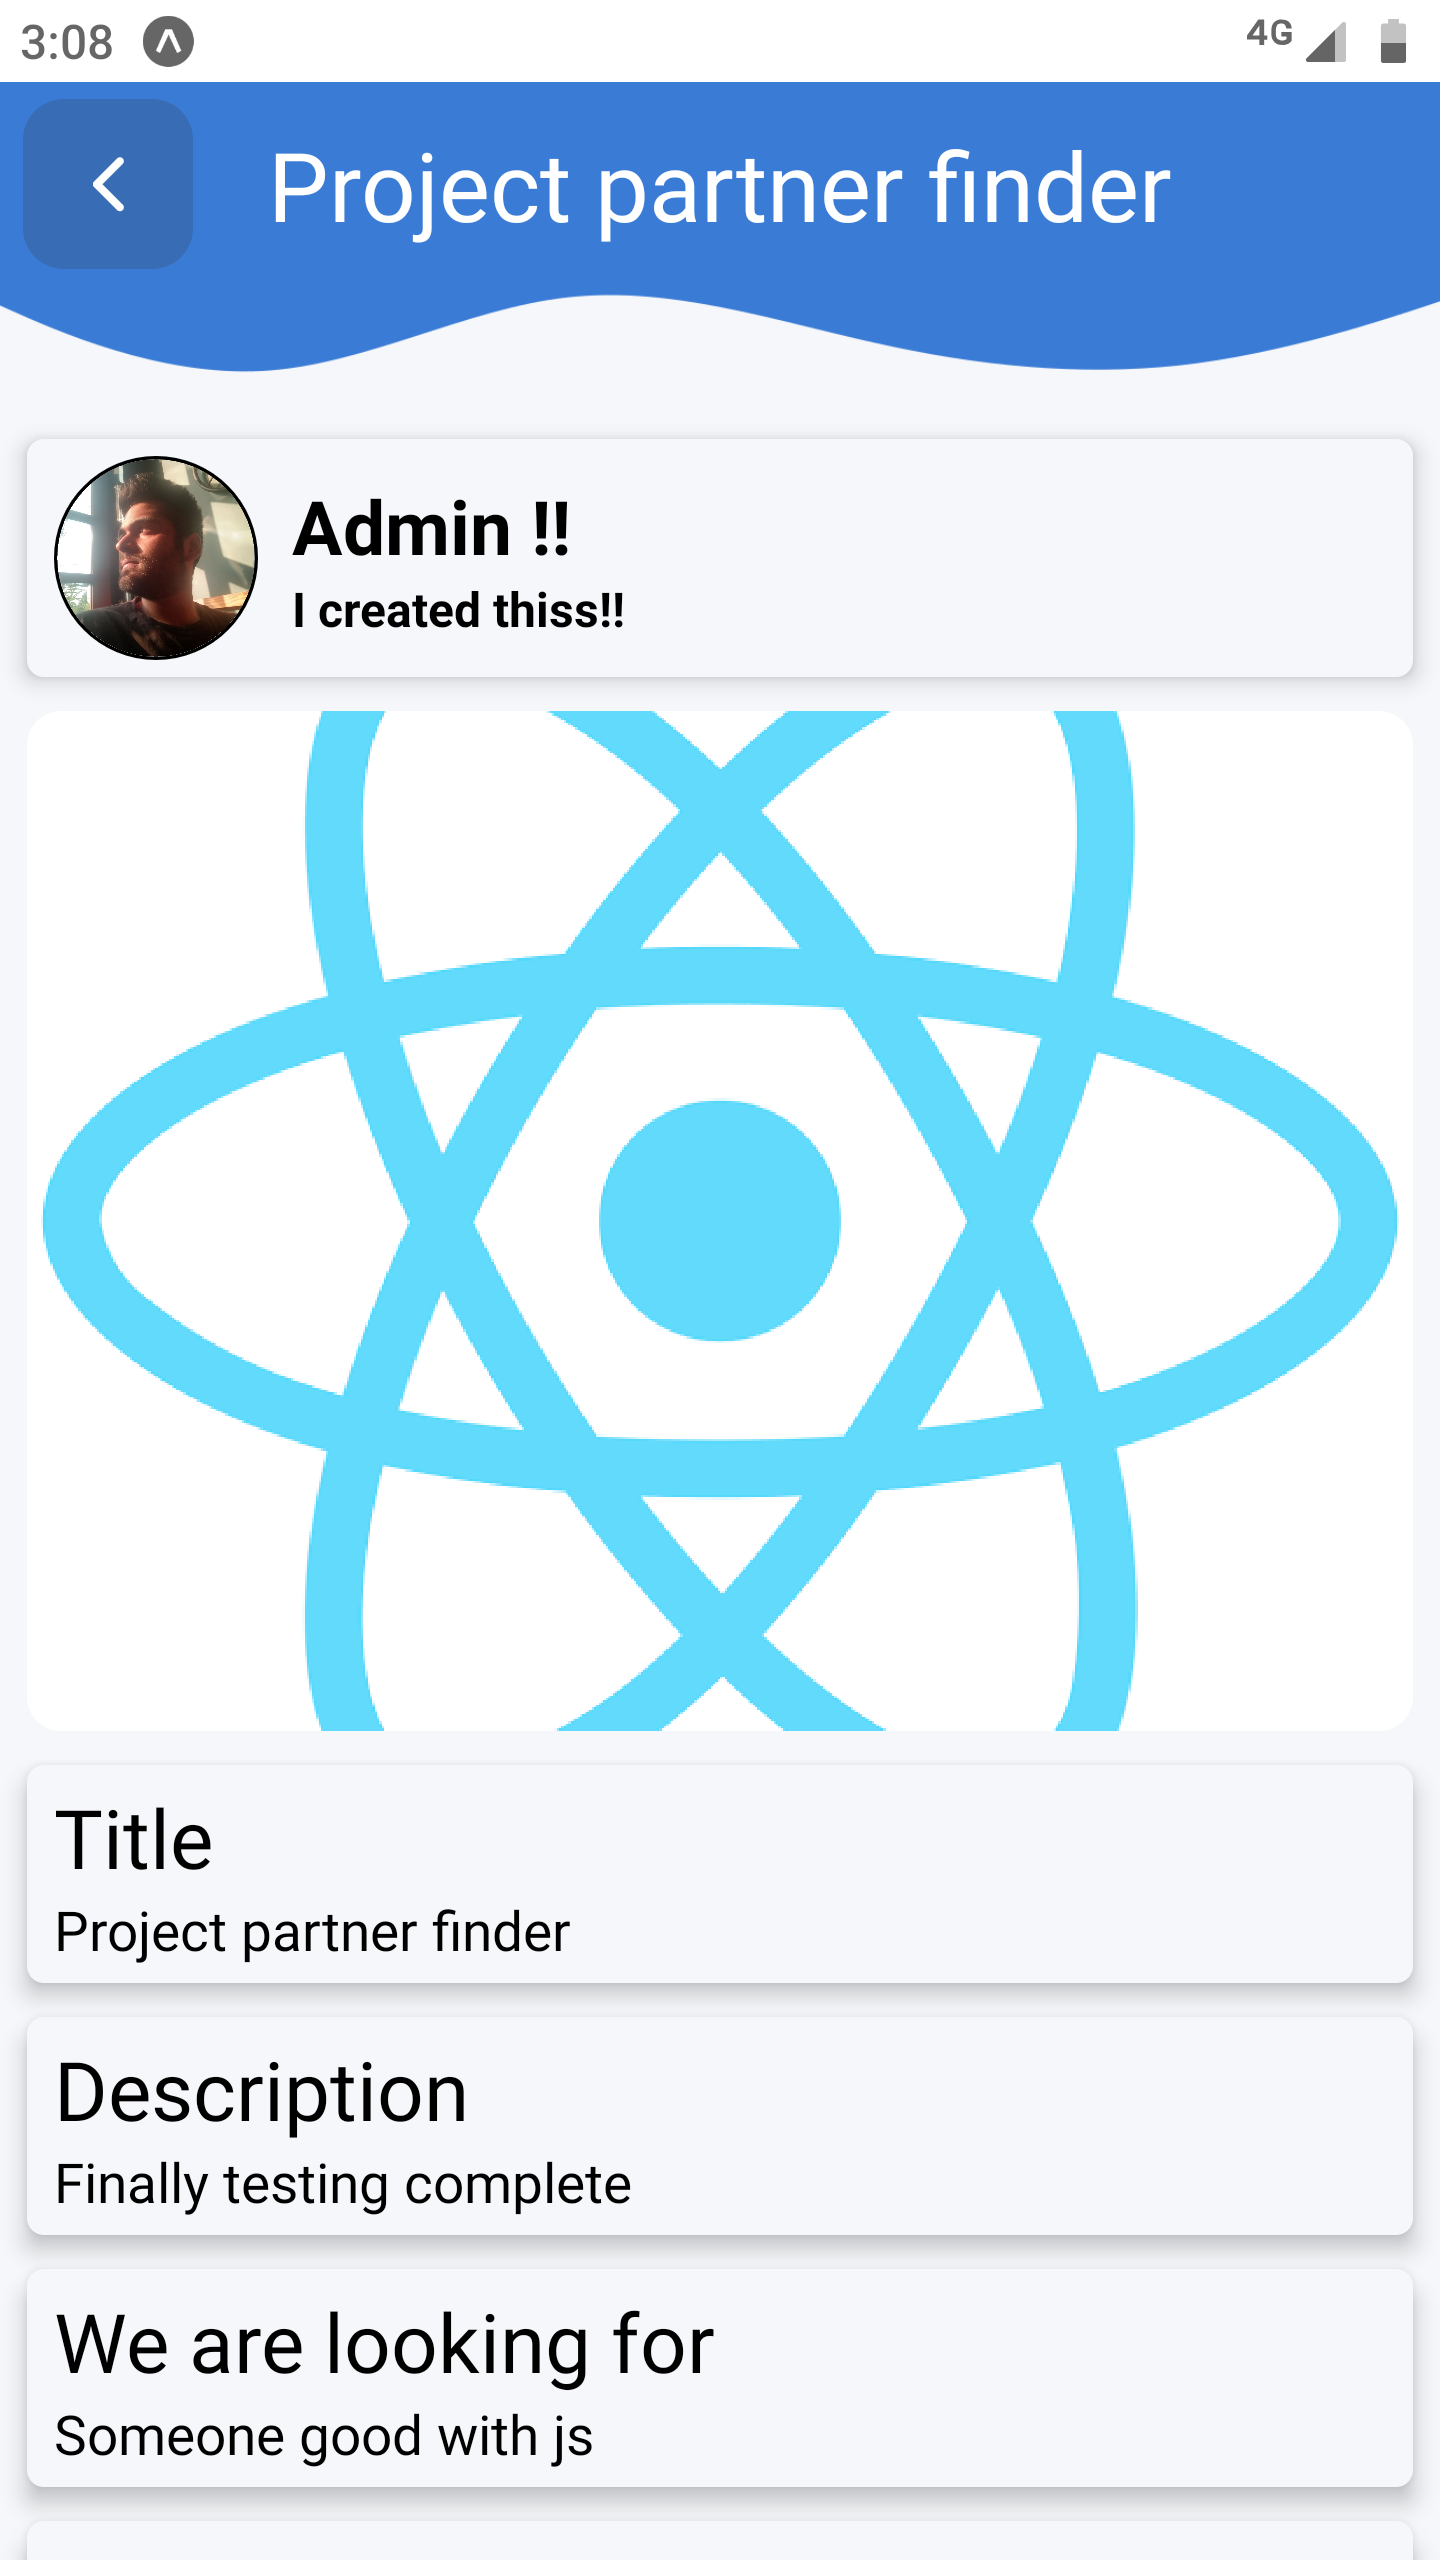 3:08
4G
Project partner finder
Admin !!
I created thiss!!
Title
Project partner finder
Description
Finally testing complete
We are looking for
Someone good with js